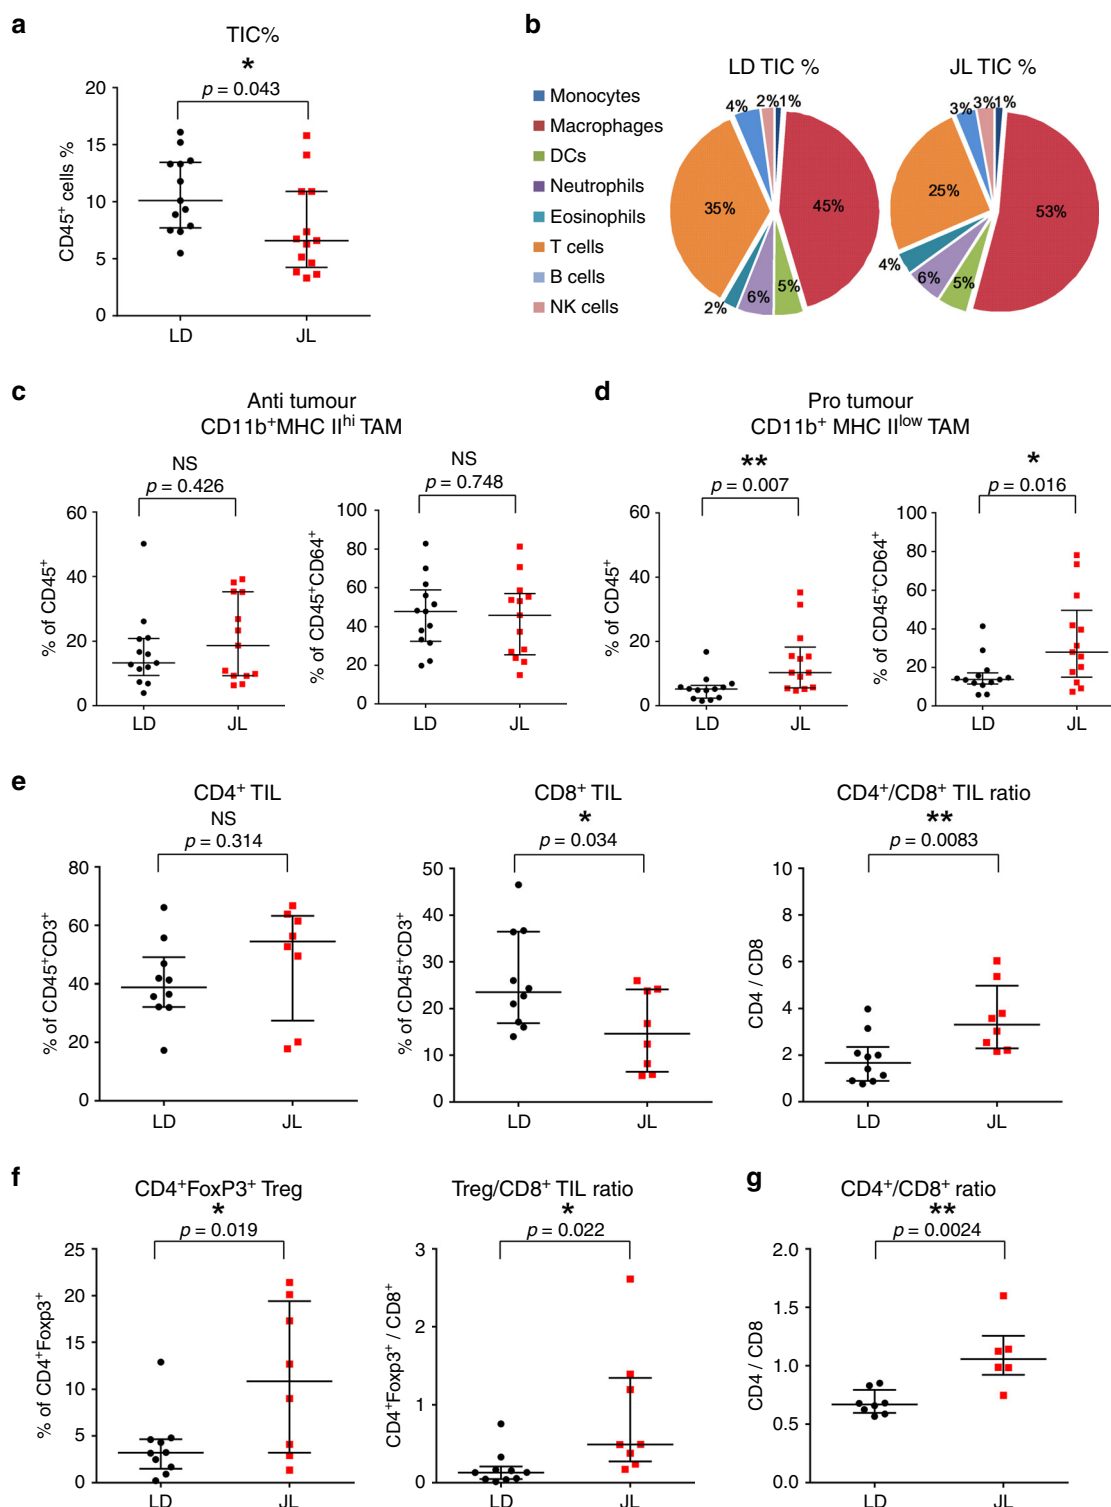 a
TIC%
*
p = 0.043
CD45+ cells %
20
15
10
5
0
LD
JL
b
LD TIC %
JL TIC %
Monocytes
Macrophages
DCs
Neutrophils
Eosinophils
T cells
B cells
NK cells
4%
2%
1%
35%
45%
2%
6%
5%
3%
3%
1%
25%
53%
4%
6%
5%
c
Anti tumour
CD11b+MHC IIhi TAM
NS
p = 0.426
% of CD45+
60
40
20
0
LD
JL
NS
p = 0.748
% of CD45+CD64+
100
80
60
40
20
0
LD
JL
d
Pro tumour
CD11b+ MHC IIlow TAM
**
p = 0.007
% of CD45+
60
40
20
0
LD
JL
*
p = 0.016
% of CD45+CD64+
100
80
60
40
20
0
LD
JL
e
CD4+ TIL
NS
p = 0.314
% of CD45+CD3+
80
60
40
20
0
LD
JL
CD8+ TIL
*
p = 0.034
% of CD45+CD3+
50
40
30
20
10
0
LD
JL
CD4+/CD8+ TIL ratio
**
p = 0.0083
CD4 / CD8
10
8
6
4
2
0
LD
JL
f
CD4+FoxP3+ Treg
*
p = 0.019
% of CD4+Foxp3+
25
20
15
10
5
0
LD
JL
Treg/CD8+ TIL ratio
*
p = 0.022
CD4+Foxp3+ / CD8+
3
2
1
0
LD
JL
g
CD4+/CD8+ ratio
**
p = 0.0024
CD4 / CD8
2.0
1.5
1.0
0.5
0.0
LD
JL